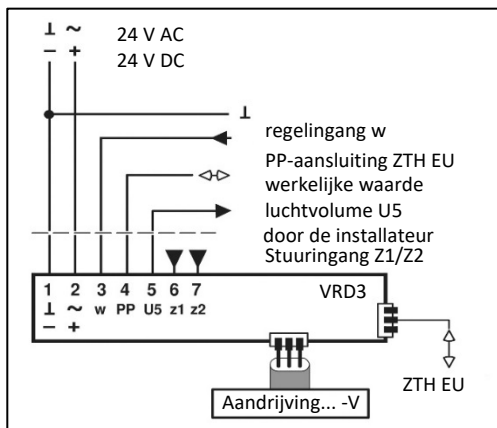 ⊥ ~ 24 V AC
− + 24 V DC
⊥
regelingang w
PP-aansluiting ZTH EU
werkelijke waarde
luchtvolume U5
door de installateur
Stuuringang Z1/Z2
1 2 3 4 5 6 7 VRD3
⊥ ~ w PP U5 z1 z2
− +
ZTH EU
Aandrijving... -V